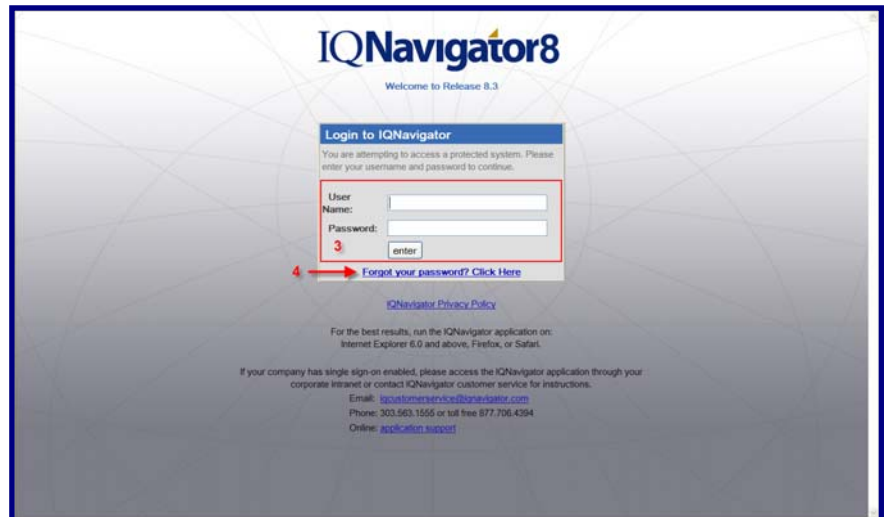 IQNavigator8
Welcome to Release 8.3
Login to IQNavigator
You are attempting to access a protected system. Please
enter your username and password to continue.
User
Name:
Password:
3
enter
4
Forgot your password? Click Here
IQNavigator Privacy Policy
For the best results, run the IQNavigator application on:
Internet Explorer 6.0 and above, Firefox, or Safari.
If your company has single sign-on enabled, please access the IQNavigator application through your
corporate intranet or contact IQNavigator customer service for instructions.
Email: iqcustomerservice@iqnavigator.com
Phone: 303.563.1555 or toll free 877.706.4394
Online: application support